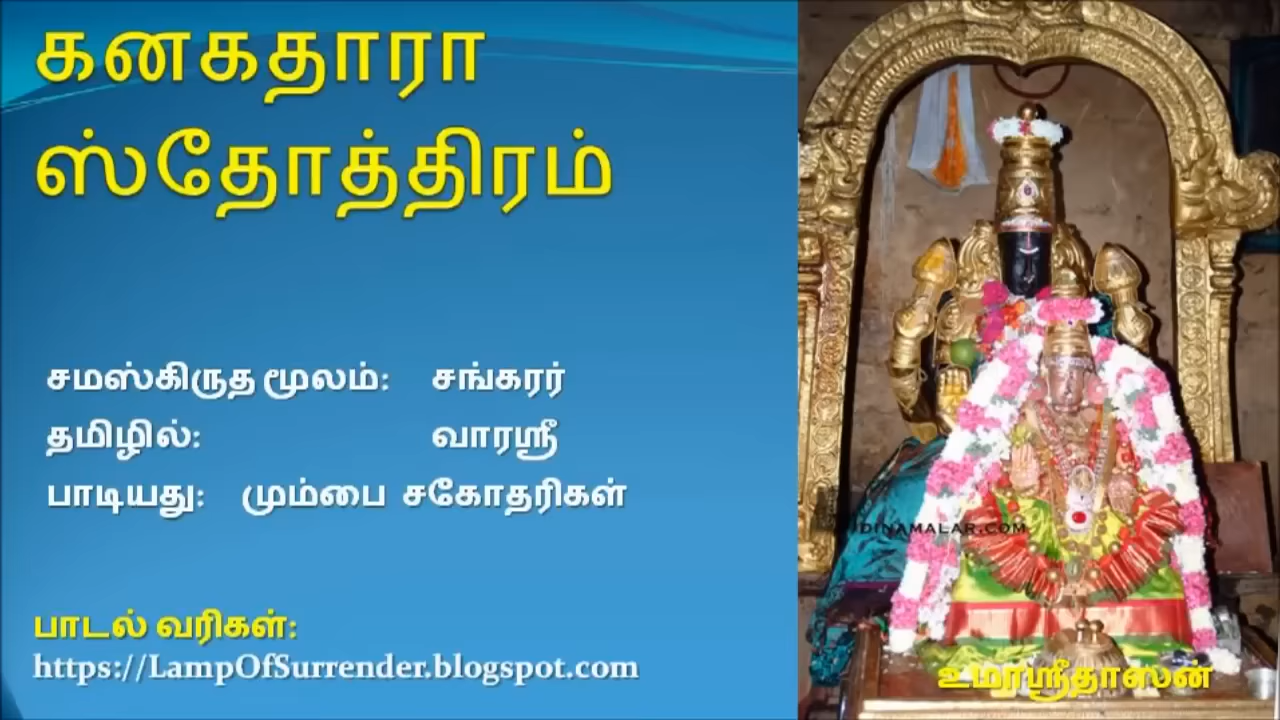 கனகதாரா
ஸ்தோத்திரம்
சமஸ்கிருத மூலம்: சங்கரர்
தமிழில்: வாரஸ்ரீ
பாடியது: மும்பை சகோதரிகள்
பாடல் வரிகள்:
https://LampOfSurrender.blogspot.com
DINAMALAR.COM
உமாஸ்ரீதாஸன்